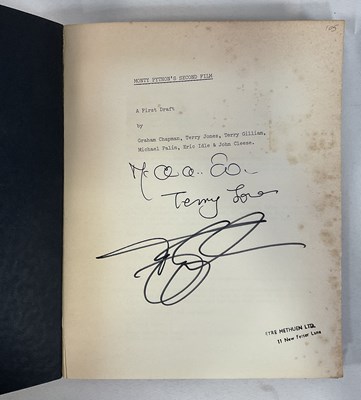 MONTY PYTHON'S SECOND FILM
A First Draft
by
Graham Chapman, Terry Jones, Terry Gilliam,
Michael Palin, Eric Idle & John Cleese.
Terry Jones
EYRE METHUEN LTD.
11 New Fetter Lane